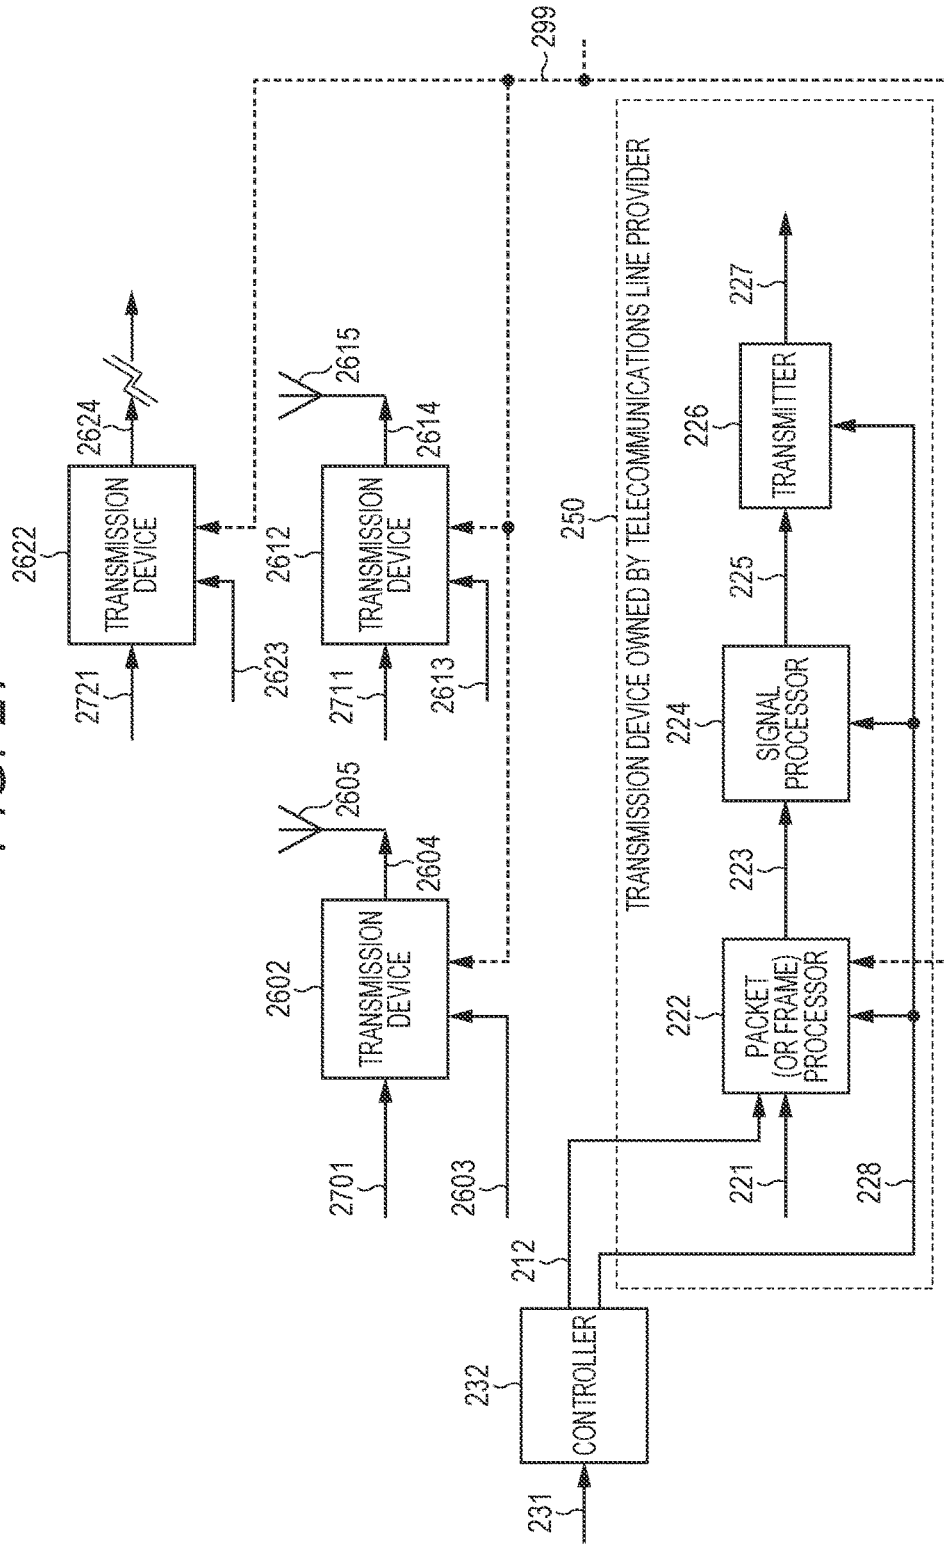 299
2624
2622
TRANSMISSION
DEVICE
2721
2623
2615
2614
2612
TRANSMISSION
DEVICE
2711
2613
2605
2604
2602
TRANSMISSION
DEVICE
2701
2603
250
TRANSMISSION DEVICE OWNED BY TELECOMMUNICATIONS LINE PROVIDER
227
226
TRANSMITTER
225
224
SIGNAL
PROCESSOR
223
222
PACKET
(OR FRAME)
PROCESSOR
221
228
212
232
CONTROLLER
231